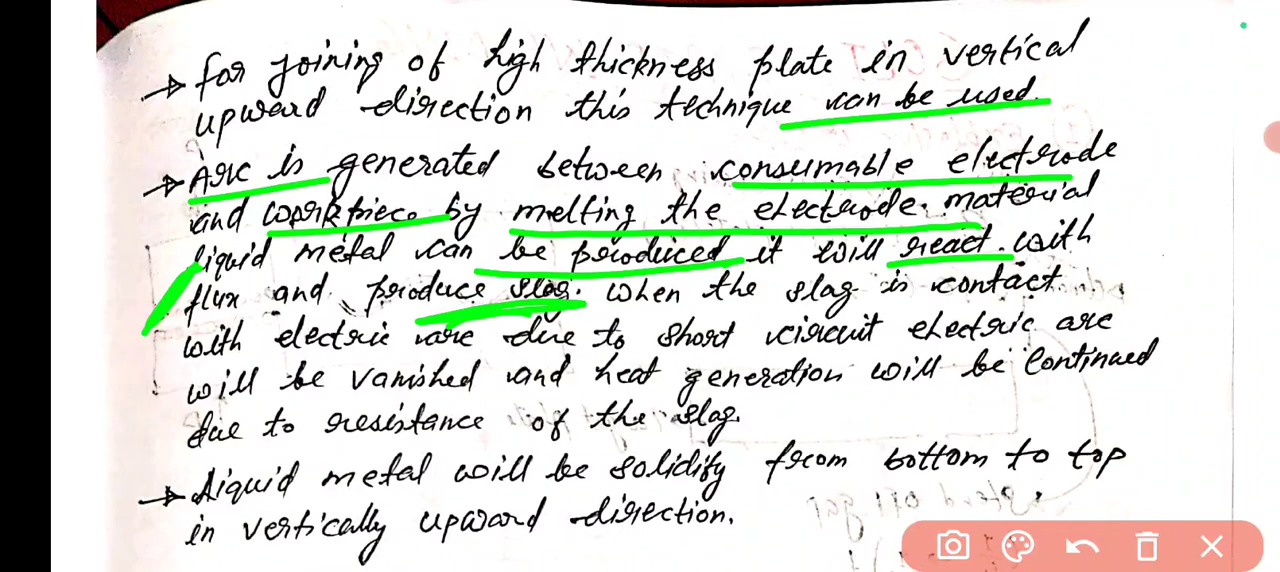 → for joining of high thickness plate in vertical
upward direction this technique can be used.
→ Arc is generated between consumable electrode
and workpiece by melting the electrode material
liquid metal can be produced it will react with
flux and produce slag. when the slag is contact
with electric arc due to short circuit electric arc
will be vanished and heat generation will be Continued
due to resistance of the slag.
→ Liquid metal will be solidify from bottom to top
in vertically upward direction.